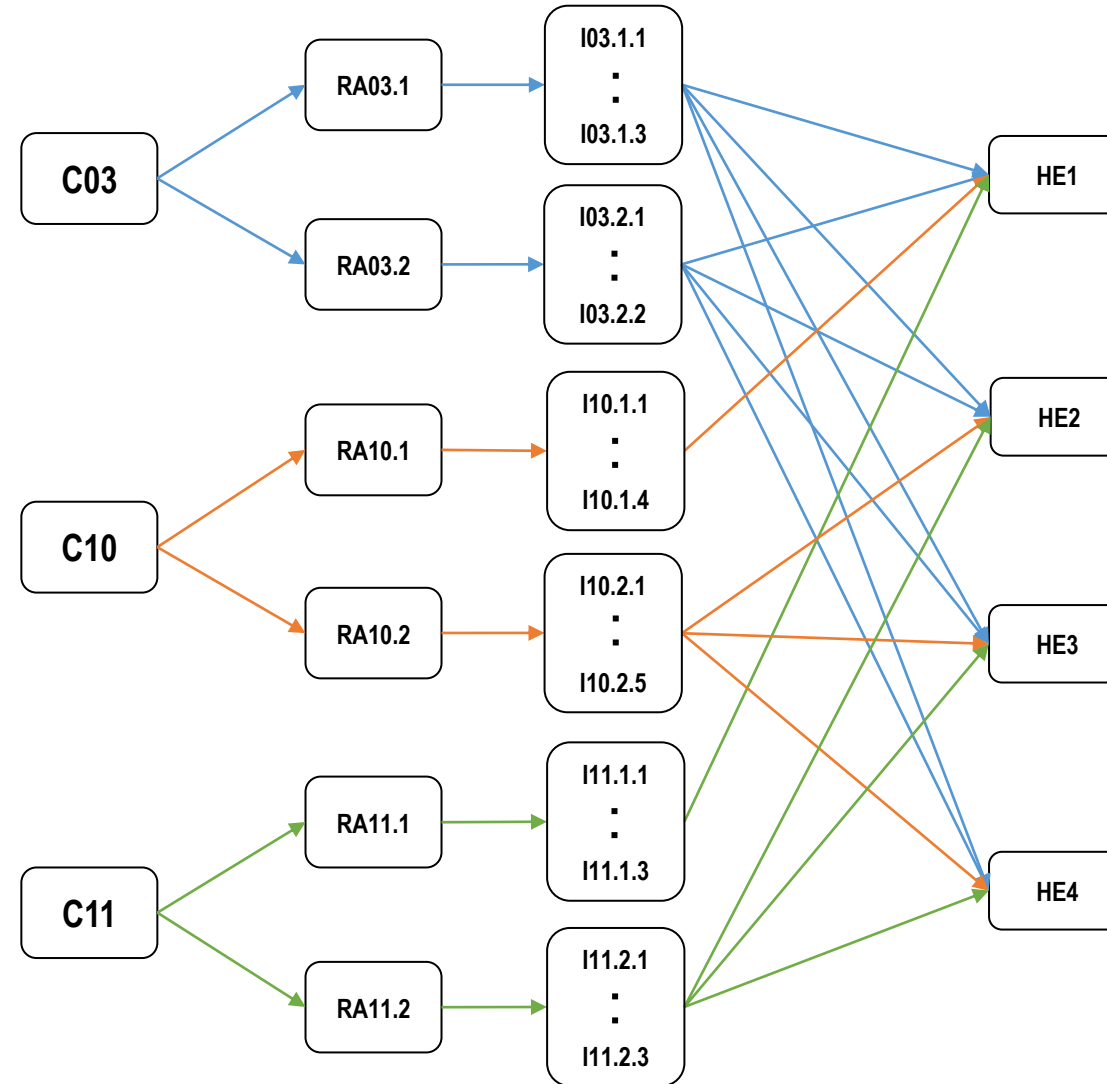 C03
RA03.1
RA03.2
I03.1.1
.
.
I03.1.3
I03.2.1
.
.
I03.2.2
C10
RA10.1
RA10.2
I10.1.1
.
.
I10.1.4
I10.2.1
.
.
I10.2.5
C11
RA11.1
RA11.2
I11.1.1
.
.
I11.1.3
I11.2.1
.
.
I11.2.3
HE1
HE2
HE3
HE4